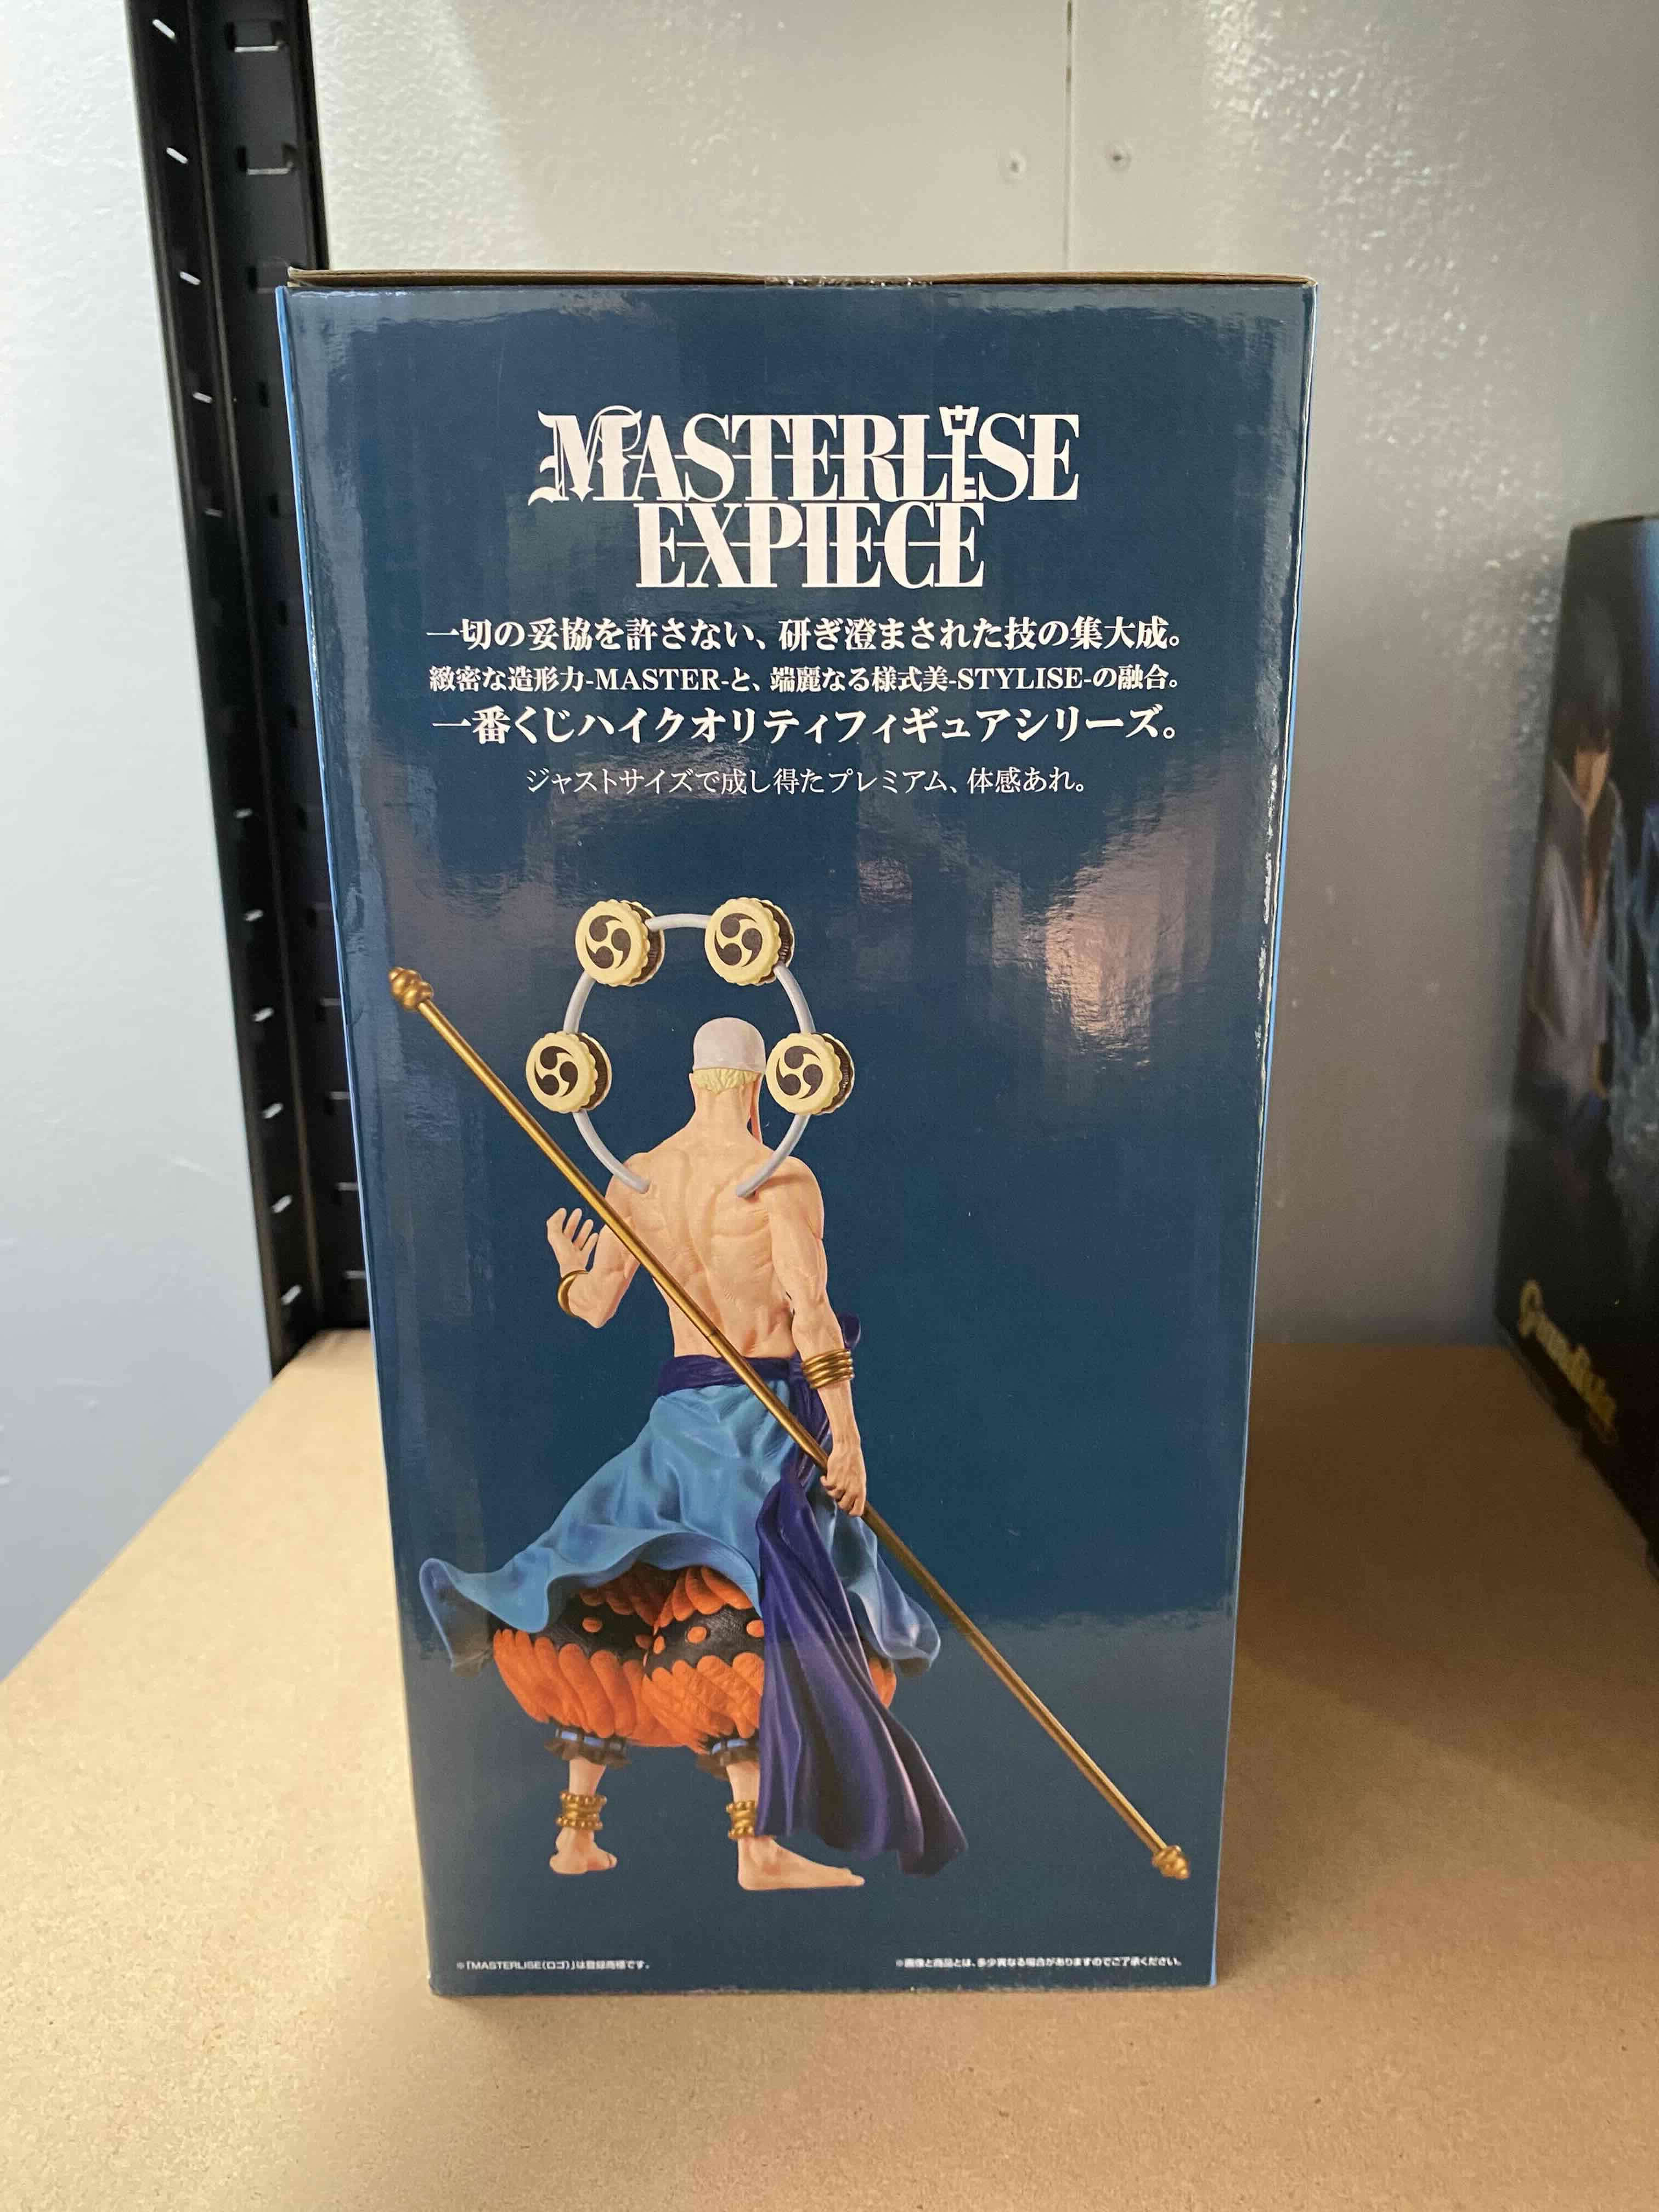 MASTERLISE
EXPIECE
一切の妥協を許さない、研ぎ澄まされた技の集大成。
緻密な造形力-MASTER-と、端麗なる様式美-STYLISE-の融合。
一番くじハイクオリティフィギュアシリーズ。
ジャストサイズで成し得たプレミアム、体感あれ。
※「MASTERLISE(ロゴ)」は登録商標です。
※画像と商品とは、多少異なる場合がありますのでご了承ください。